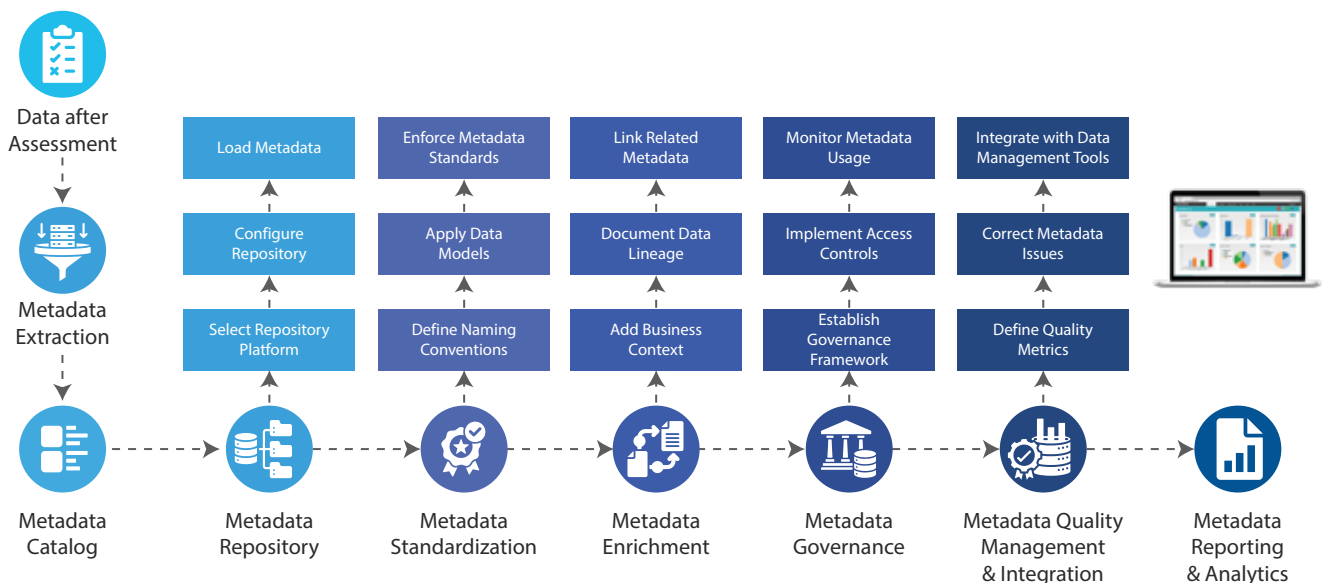 Data after
Assessment
Metadata
Extraction
Metadata
Catalog
Load Metadata
Configure
Repository
Select Repository
Platform
Metadata
Repository
Enforce Metadata
Standards
Apply Data
Models
Define Naming
Conventions
Metadata
Standardization
Link Related
Metadata
Document Data
Lineage
Add Business
Context
Metadata
Enrichment
Monitor Metadata
Usage
Implement Access
Controls
Establish
Governance
Framework
Metadata
Governance
Integrate with Data
Management Tools
Correct Metadata
Issues
Define Quality
Metrics
Metadata Quality
Management
& Integration
Metadata
Reporting
& Analytics